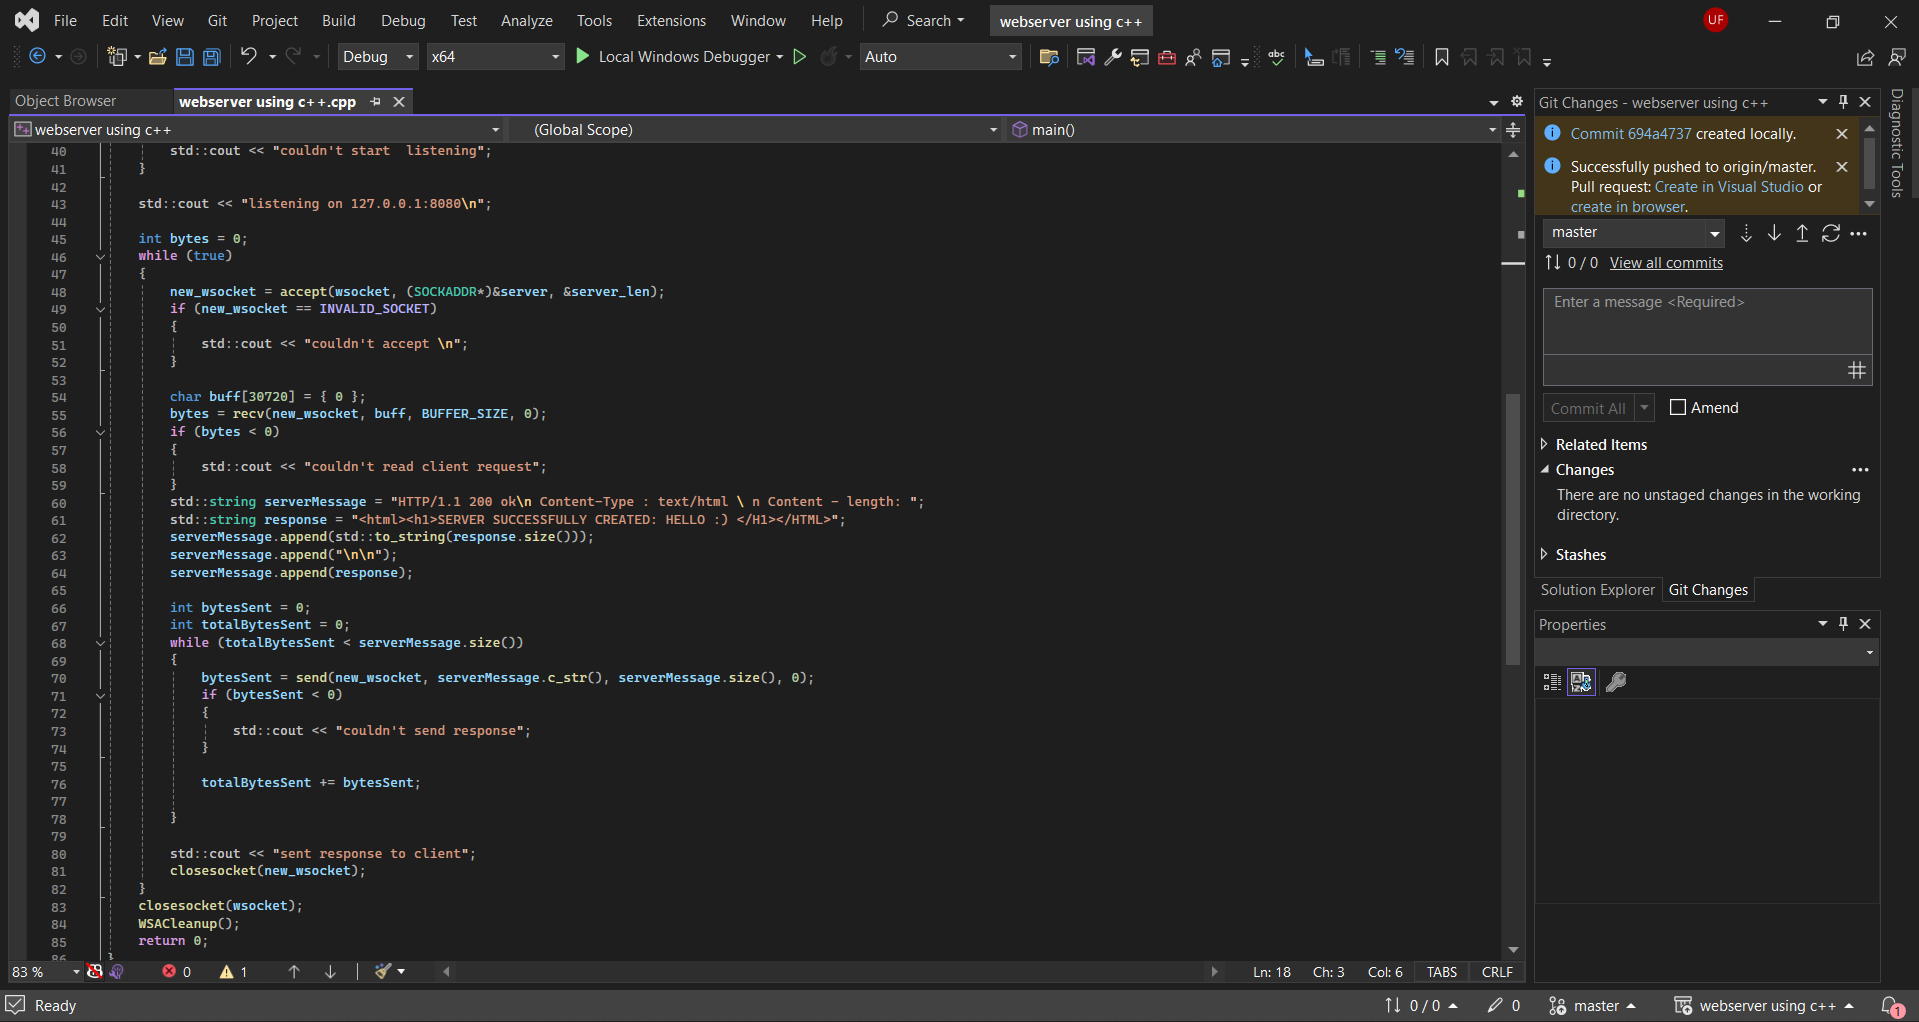 File Edit View Git Project Build Debug Test Analyze Tools Extensions Window Help Search webserver using c++ UF
Debug x64 Local Windows Debugger Auto
Object Browser webserver using c++.cpp
webserver using c++ (Global Scope) main()
40 std::cout << "couldn't start  listening";
41 }
42
43 std::cout << "listening on 127.0.0.1:8080\n";
44
45 int bytes = 0;
46 while (true)
47 {
48 new_wsocket = accept(wsocket, (SOCKADDR*)&server, &server_len);
49 if (new_wsocket == INVALID_SOCKET)
50 {
51 std::cout << "couldn't accept \n";
52 }
53
54 char buff[30720] = { 0 };
55 bytes = recv(new_wsocket, buff, BUFFER_SIZE, 0);
56 if (bytes < 0)
57 {
58 std::cout << "couldn't read client request";
59 }
60 std::string serverMessage = "HTTP/1.1 200 ok\n Content-Type : text/html \ n Content - length: ";
61 std::string response = "<html><h1>SERVER SUCCESSFULLY CREATED: HELLO :) </H1></HTML>";
62 serverMessage.append(std::to_string(response.size()));
63 serverMessage.append("\n\n");
64 serverMessage.append(response);
65
66 int bytesSent = 0;
67 int totalBytesSent = 0;
68 while (totalBytesSent < serverMessage.size())
69 {
70 bytesSent = send(new_wsocket, serverMessage.c_str(), serverMessage.size(), 0);
71 if (bytesSent < 0)
72 {
73 std::cout << "couldn't send response";
74 }
75
76 totalBytesSent += bytesSent;
77
78 }
79
80 std::cout << "sent response to client";
81 closesocket(new_wsocket);
82 }
83 closesocket(wsocket);
84 WSACleanup();
85 return 0;
86 }
83 % 0 1 Ln: 18 Ch: 3 Col: 6 TABS CRLF
Git Changes - webserver using c++
Commit 694a4737 created locally.
Successfully pushed to origin/master.
Pull request: Create in Visual Studio or
create in browser.
master
0 / 0 View all commits
Enter a message <Required>
Commit All Amend
Related Items
Changes
There are no unstaged changes in the working
directory.
Stashes
Solution Explorer Git Changes
Properties
Diagnostic Tools
Ready 0 / 0 0 master webserver using c++ 1